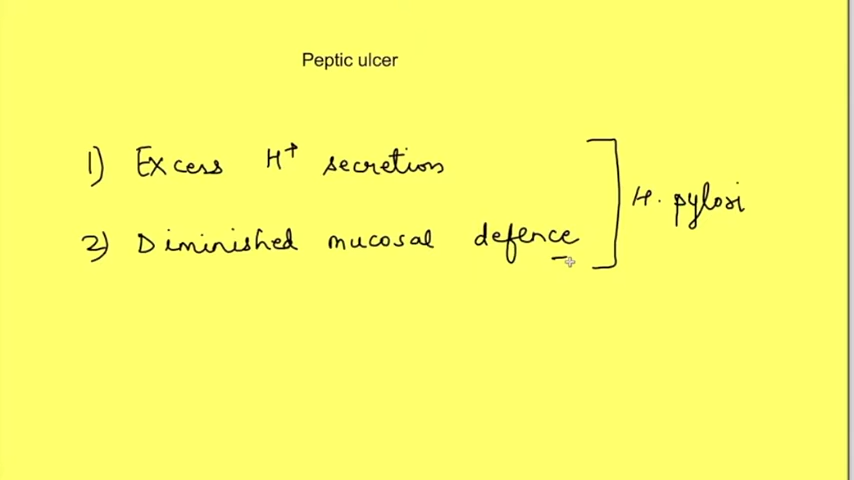 Peptic ulcer
1) Excess H+ secretion
2) Diminished mucosal defence
H. pylori